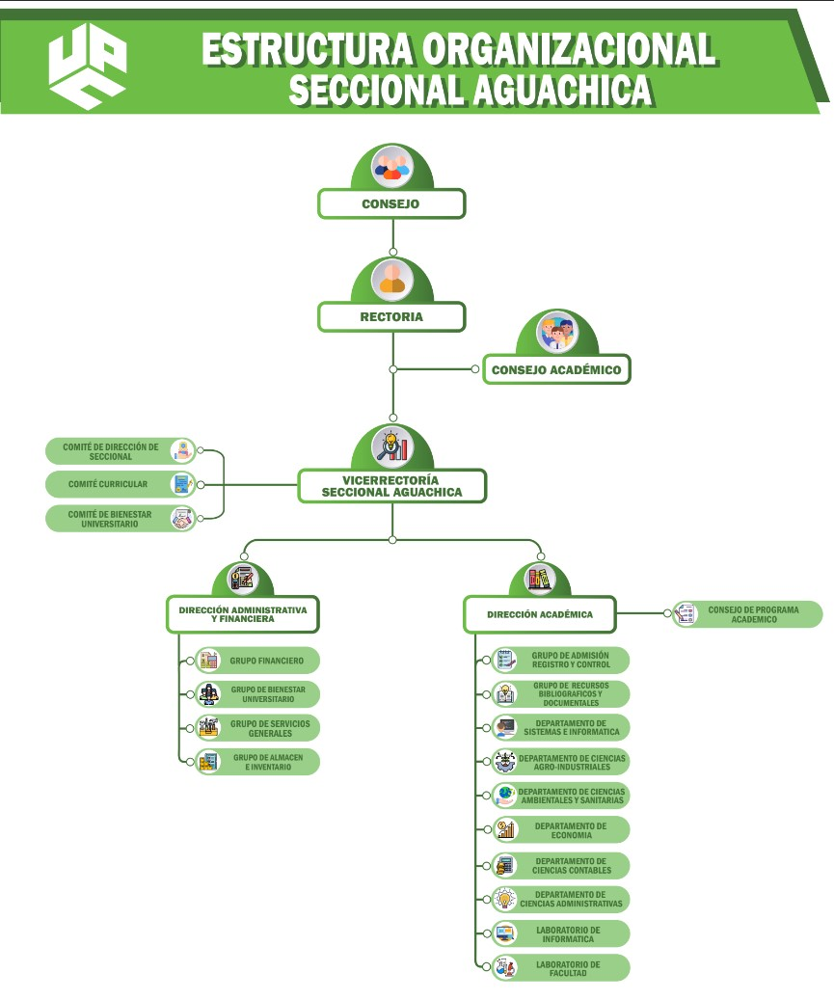 UPC
ESTRUCTURA ORGANIZACIONAL
SECCIONAL AGUACHICA
CONSEJO
RECTORIA
CONSEJO ACADÉMICO
COMITÉ DE DIRECCIÓN DE
SECCIONAL
COMITÉ CURRICULAR
COMITÉ DE BIENESTAR
UNIVERSITARIO
VICERRECTORÍA
SECCIONAL AGUACHICA
DIRECCIÓN ADMINISTRATIVA
Y FINANCIERA
GRUPO FINANCIERO
GRUPO DE BIENESTAR
UNIVERSITARIO
GRUPO DE SERVICIOS
GENERALES
GRUPO DE ALMACEN
E INVENTARIO
DIRECCIÓN ACADÉMICA
CONSEJO DE PROGRAMA
ACADEMICO
GRUPO DE ADMISIÓN
REGISTRO Y CONTROL
GRUPO DE RECURSOS
BIBLIOGRAFICOS Y
DOCUMENTALES
DEPARTAMENTO DE
SISTEMAS E INFORMATICA
DEPARTAMENTO DE CIENCIAS
AGRO-INDUSTRIALES
DEPARTAMENTO DE CIENCIAS
AMBIENTALES Y SANITARIAS
DEPARTAMENTO DE
ECONOMIA
DEPARTAMENTO DE
CIENCIAS CONTABLES
DEPARTAMENTO DE
CIENCIAS ADMINISTRATIVAS
LABORATORIO DE
INFORMATICA
LABORATORIO DE
FACULTAD